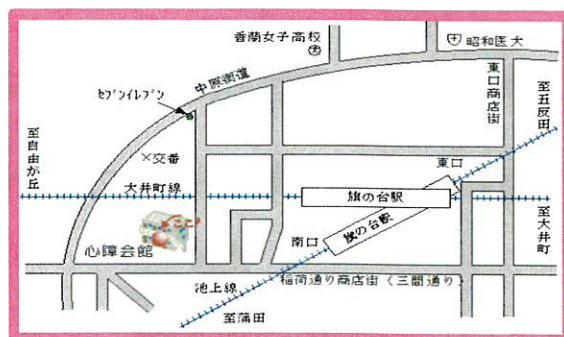 香蘭女子高校
昭和医大
中原街道
ｾﾌﾞﾝｲﾚﾌﾞﾝ
東口商店街
至五反田
至自由が丘
×交番
東口
大井町線
旗の台駅
旗の台駅
至大井町
南口
心障会館
池上線
稲荷通り商店街（三間通り）
至蒲田